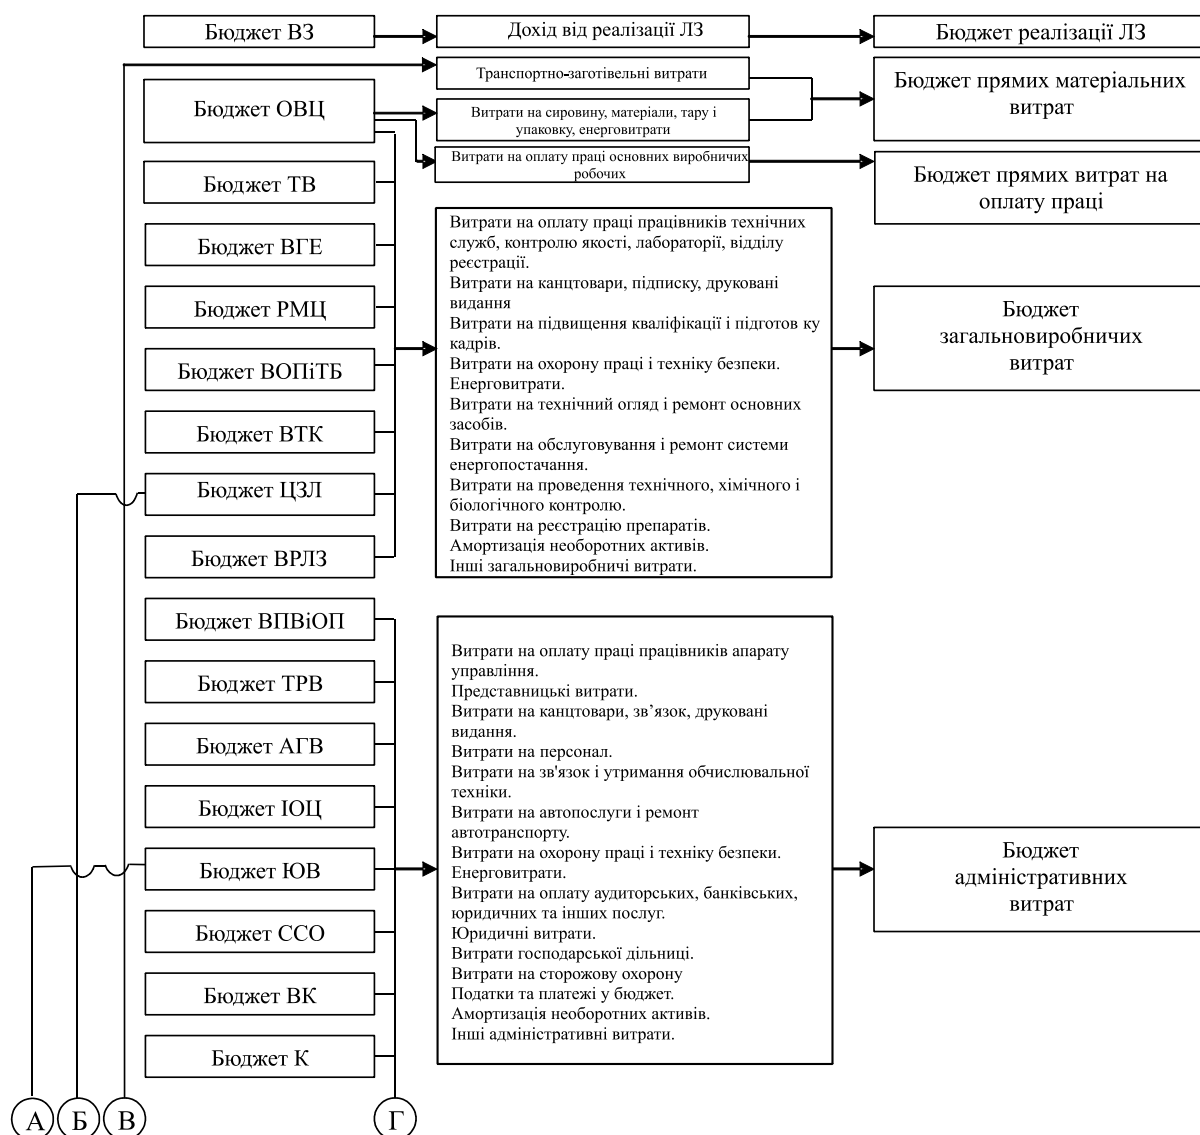 Бюджет ВЗ
Дохід від реалізації ЛЗ
Бюджет реалізації ЛЗ
Транспортно-заготівельні витрати
Бюджет прямих матеріальних
витрат
Бюджет ОВЦ
Витрати на сировину, матеріали, тару і
упаковку, енерговитрати
Витрати на оплату праці основних виробничих
робочих
Бюджет прямих витрат на
оплату праці
Бюджет ТВ
Бюджет ВГЕ
Бюджет РМЦ
Бюджет ВОПіТБ
Бюджет ВТК
Бюджет ЦЗЛ
Бюджет ВРЛЗ
Витрати на оплату праці працівників технічних
служб, контролю якості, лабораторії, відділу
реєстрації.
Витрати на канцтовари, підписку, друковані
видання
Витрати на підвищення кваліфікації і підготов ку
кадрів.
Витрати на охорону праці і техніку безпеки.
Енерговитрати.
Витрати на технічний огляд і ремонт основних
засобів.
Витрати на обслуговування і ремонт системи
енергопостачання.
Витрати на проведення технічного, хімічного і
біологічного контролю.
Витрати на реєстрацію препаратів.
Амортизація необоротних активів.
Інші загальновиробничі витрати.
Бюджет
загальновиробничих
витрат
Бюджет ВПВіОП
Бюджет ТРВ
Бюджет АГВ
Бюджет ІОЦ
Бюджет ЮВ
Бюджет ССО
Бюджет ВК
Бюджет К
Витрати на оплату праці працівників апарату
управління.
Представницькі витрати.
Витрати на канцтовари, зв’язок, друковані
видання.
Витрати на персонал.
Витрати на зв'язок і утримання обчислювальної
техніки.
Витрати на автопослуги і ремонт
автотранспорту.
Витрати на охорону праці і техніку безпеки.
Енерговитрати.
Витрати на оплату аудиторських, банківських,
юридичних та інших послуг.
Юридичні витрати.
Витрати господарської дільниці.
Витрати на сторожову охорону
Податки та платежі у бюджет.
Амортизація необоротних активів.
Інші адміністративні витрати.
Бюджет
адміністративних
витрат
А
Б
В
Г